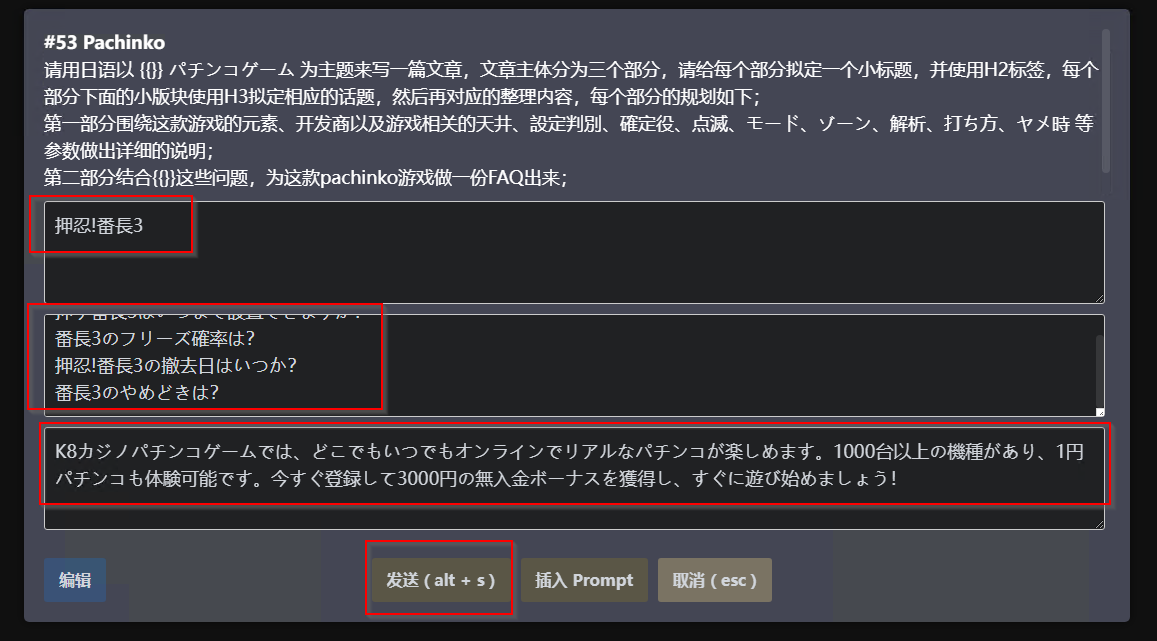 #53 Pachinko
请用日语以 {{}} パチンコゲーム 为主题来写一篇文章，文章主体分为三个部分，请给每个部分拟定一个小标题，并使用H2标签，每个
部分下面的小版块使用H3拟定相应的话题，然后再对应的整理内容，每个部分的规划如下；
第一部分围绕这款游戏的元素、开发商以及游戏相关的天井、設定判別、確定役、点滅、モード、ゾーン、解析、打ち方、ヤメ時 等
参数做出详细的说明；
第二部分结合{{}}这些问题，为这款pachinko游戏做一份FAQ出来；
押忍!番長3
番長3のフリーズ確率は？
押忍!番長3の撤去日はいつか？
番長3のやめどきは？
K8カジノパチンコゲームでは、どこでもいつでもオンラインでリアルなパチンコが楽しめます。1000台以上の機種があり、1円
パチンコも体験可能です。今すぐ登録して3000円の無入金ボーナスを獲得し、すぐに遊び始めましょう！
编辑
发送 ( alt + s )
插入 Prompt
取消 ( esc )